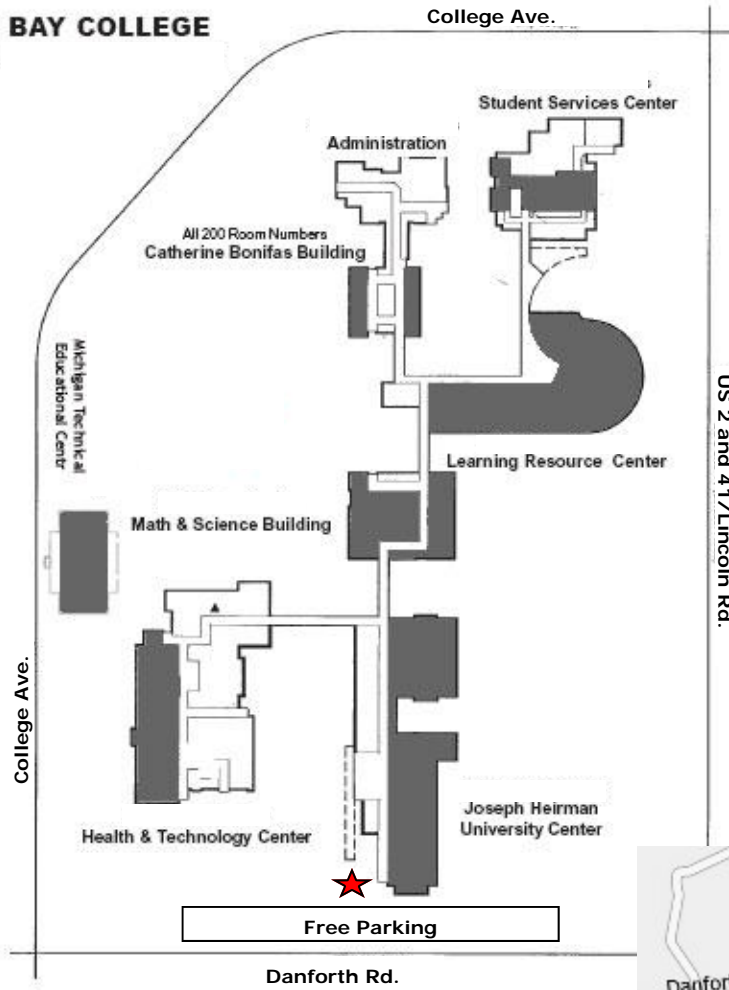 College Ave.
BAY COLLEGE
Student Services Center
Administration
All 200 Room Numbers
Catherine Bonifas Building
Michigan Technical
Educational Centr
US 2 and 41/Lincoln Rd.
Learning Resource Center
Math & Science Building
College Ave.
Joseph Heirman
University Center
Health & Technology Center
Free Parking
Danforth Rd.
Danfor